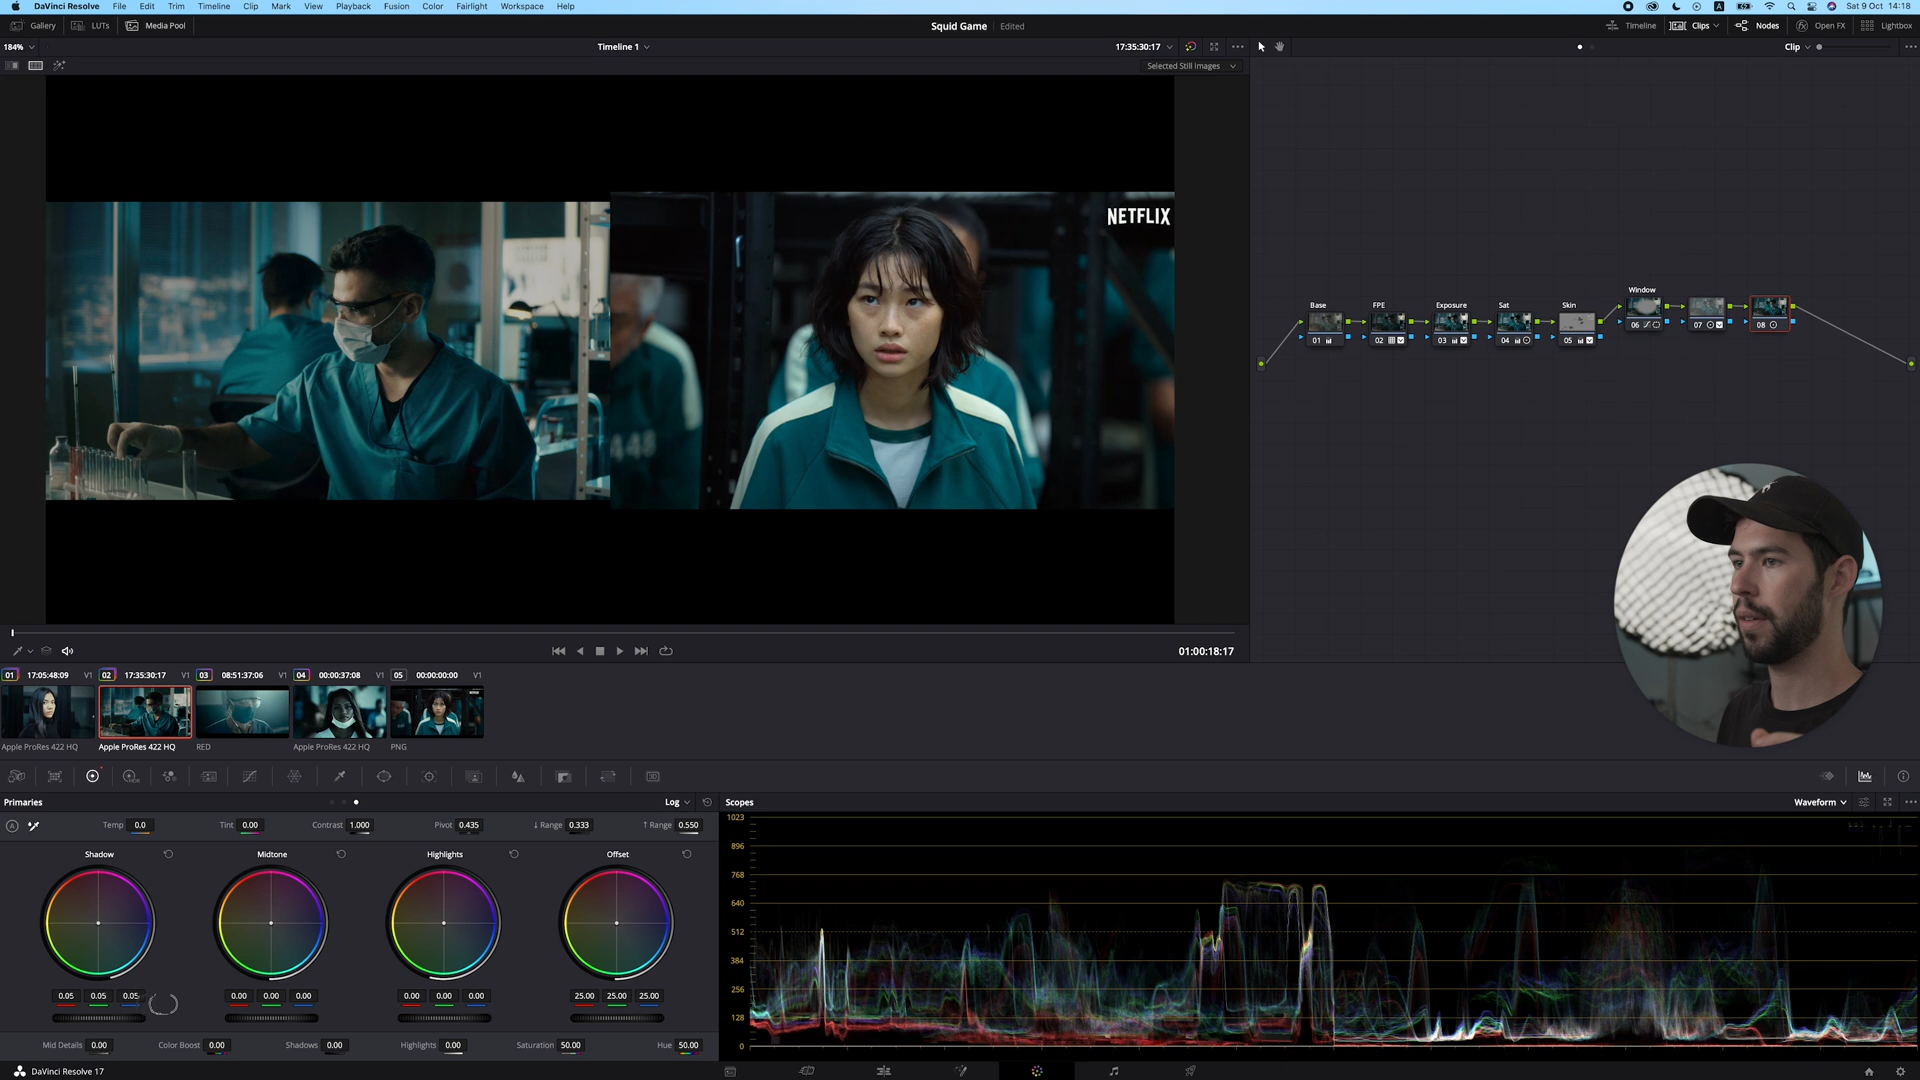 DaVinci Resolve File Edit Trim Timeline Clip Mark View Playback Fusion Color Fairlight Workspace Help
A Sat 9 Oct 14:18
Gallery LUTs Media Pool
Squid Game Edited
Timeline Clips Nodes Open FX Lightbox
184% Timeline 1 17:35:30:17
Clip
Selected Still Images
NETFLIX
Base FPE Exposure Sat Skin Window
01 02 03 04 05 06 07 08
01:00:18:17
01 17:05:48:09 V1 02 17:35:30:17 V1 03 08:51:37:06 V1 04 00:00:37:08 V1 05 00:00:00:00 V1
Apple ProRes 422 HQ Apple ProRes 422 HQ RED Apple ProRes 422 HQ PNG
Primaries Log
Temp 0.0 Tint 0.00 Contrast 1.000 Pivot 0.435 ↓ Range 0.333 ↑ Range 0.550
Shadow Midtone Highlights Offset
0.05 0.05 0.05 0.00 0.00 0.00 0.00 0.00 0.00 25.00 25.00 25.00
Mid Details 0.00 Color Boost 0.00 Shadows 0.00 Highlights 0.00 Saturation 50.00 Hue 50.00
Scopes Waveform
1023
896
768
640
512
384
256
128
0
DaVinci Resolve 17